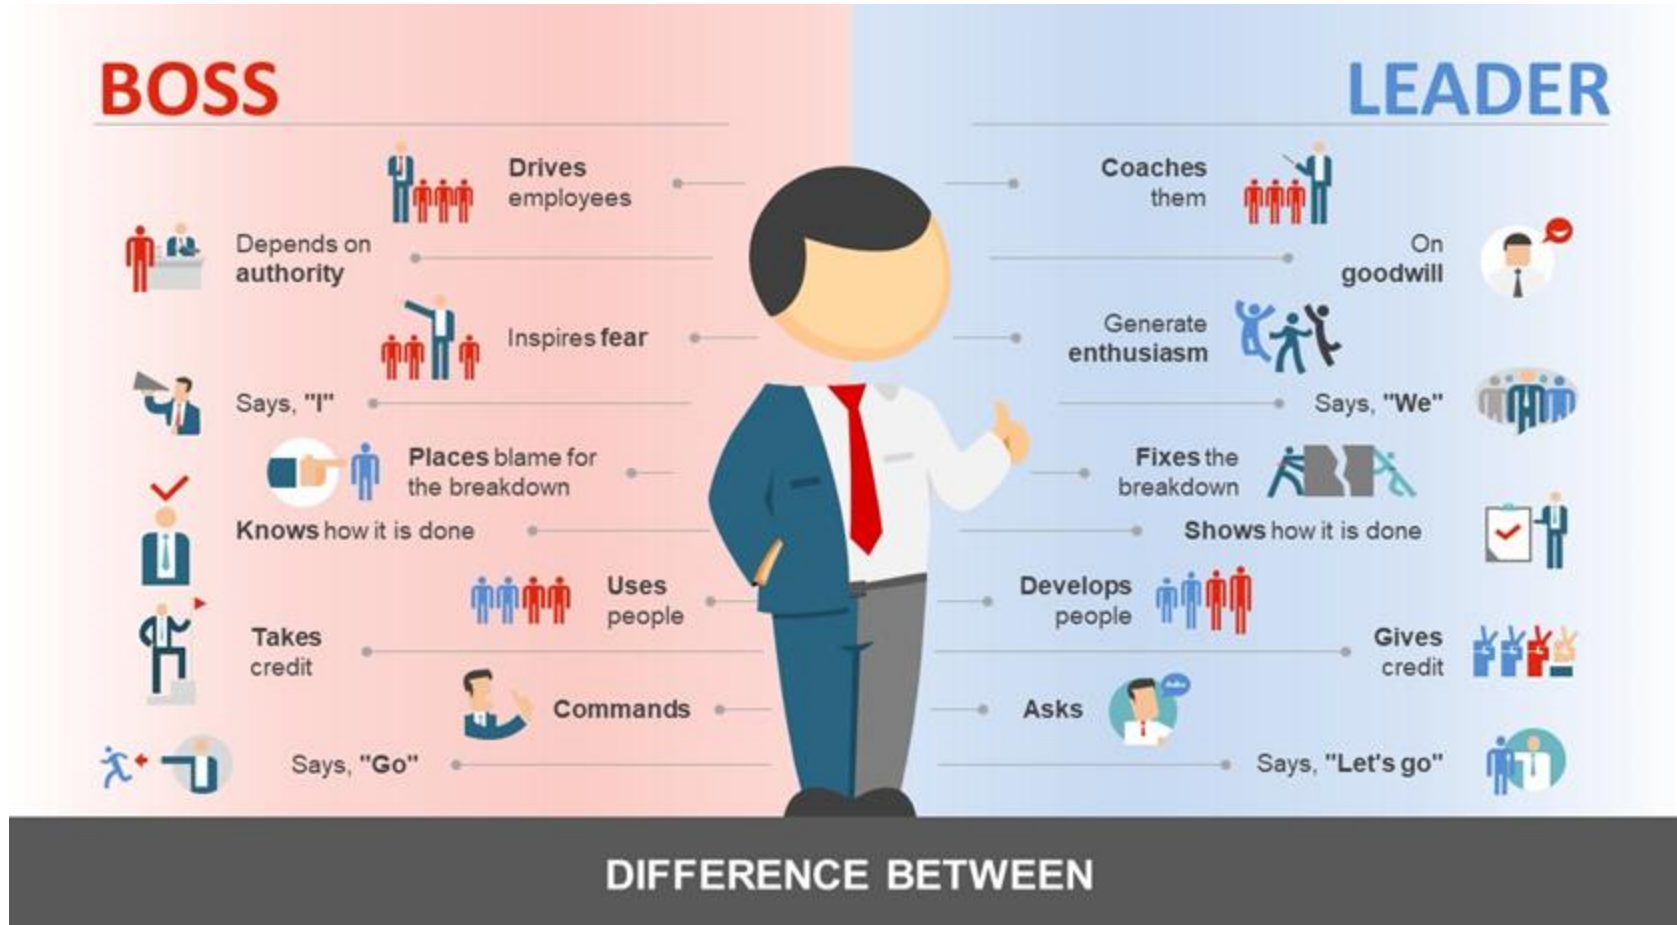 BOSS
LEADER
Drives
employees
Coaches
them
Depends on
authority
On
goodwill
Inspires fear
Generate
enthusiasm
Says, "I"
Says, "We"
Places blame for
the breakdown
Fixes the
breakdown
Knows how it is done
Shows how it is done
Uses
people
Develops
people
Takes
credit
Gives
credit
Commands
Asks
Says, "Go"
Says, "Let's go"
DIFFERENCE BETWEEN